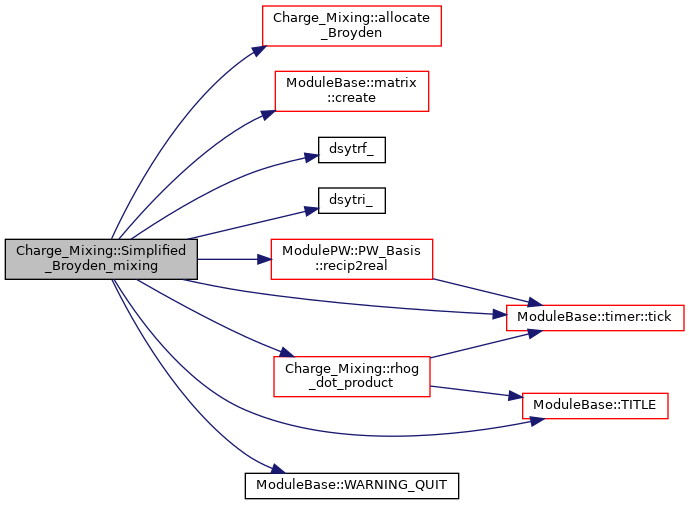 Charge_Mixing::allocate
_Broyden
ModuleBase::matrix
::create
dsytrf_
dsytri_
Charge_Mixing::Simplified
_Broyden_mixing
ModulePW::PW_Basis
::recip2real
ModuleBase::timer::tick
Charge_Mixing::rhog
_dot_product
ModuleBase::TITLE
ModuleBase::WARNING_QUIT